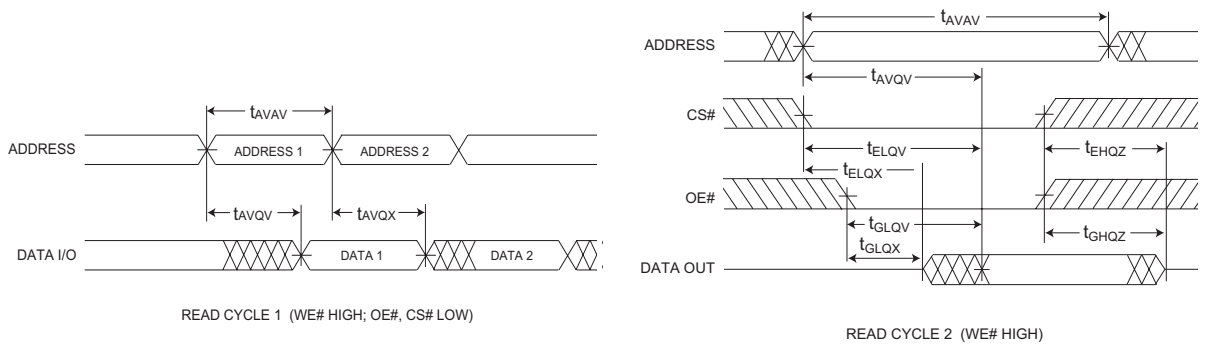 tAVAV
ADDRESS
ADDRESS 1
ADDRESS 2
tAVQV
tAVQX
DATA I/O
DATA 1
DATA 2
READ CYCLE 1 (WE# HIGH; OE#, CS# LOW)
tAVAV
ADDRESS
tAVQV
CS#
tELQV
tEHQZ
tELQX
OE#
tGLQV
tGHQZ
tGLQX
DATA OUT
READ CYCLE 2 (WE# HIGH)